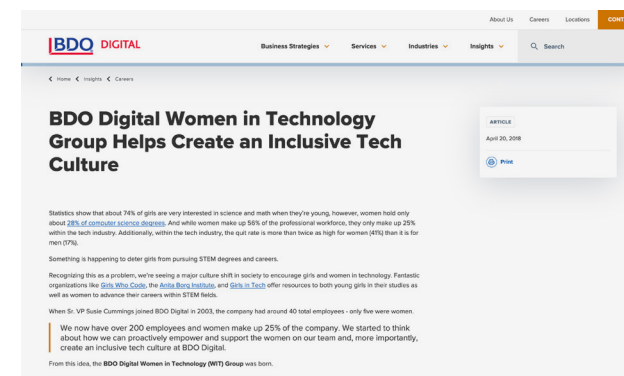 About Us Careers Locations CONT
BDO DIGITAL
Business Strategies Services Industries Insights Search
Home Insights Careers
BDO Digital Women in Technology
Group Helps Create an Inclusive Tech
Culture
ARTICLE
April 20, 2018
Print
Statistics show that about 74% of girls are very interested in science and math when they're young, however, women hold only
about 28% of computer science degrees. And while women make up 56% of the professional workforce, they only make up 25%
within the tech industry. Additionally, within the tech industry, the quit rate is more than twice as high for women (41%) than it is for
men (17%).
Something is happening to deter girls from pursuing STEM degrees and careers.
Recognizing this as a problem, we're seeing a major culture shift in society to encourage girls and women in technology. Fantastic
organizations like Girls Who Code, the Anita Borg Institute, and Girls in Tech offer resources to both young girls in their studies as
well as women to advance their careers within STEM fields.
When Sr. VP Susie Cummings joined BDO Digital in 2003, the company had around 40 total employees - only five were women.
We now have over 200 employees and women make up 25% of the company. We started to think
about how we can proactively empower and support the women on our team and, more importantly,
create an inclusive tech culture at BDO Digital.
From this idea, the BDO Digital Women in Technology (WIT) Group was born.